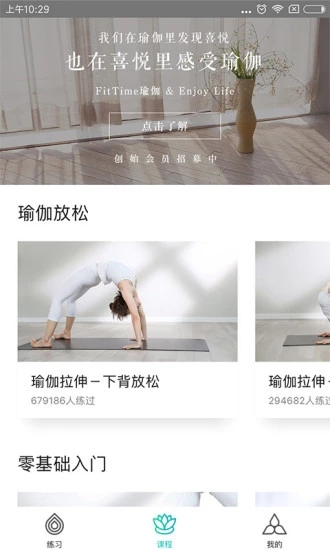 上午10:29
我们在瑜伽里发现喜悦
也在喜悦里感受瑜伽
FitTime瑜伽 & Enjoy Life
点击了解
创始会员招募中
瑜伽放松
瑜伽拉伸－下背放松
679186人练过
瑜伽拉伸
294682人练过
零基础入门
练习
课程
我的